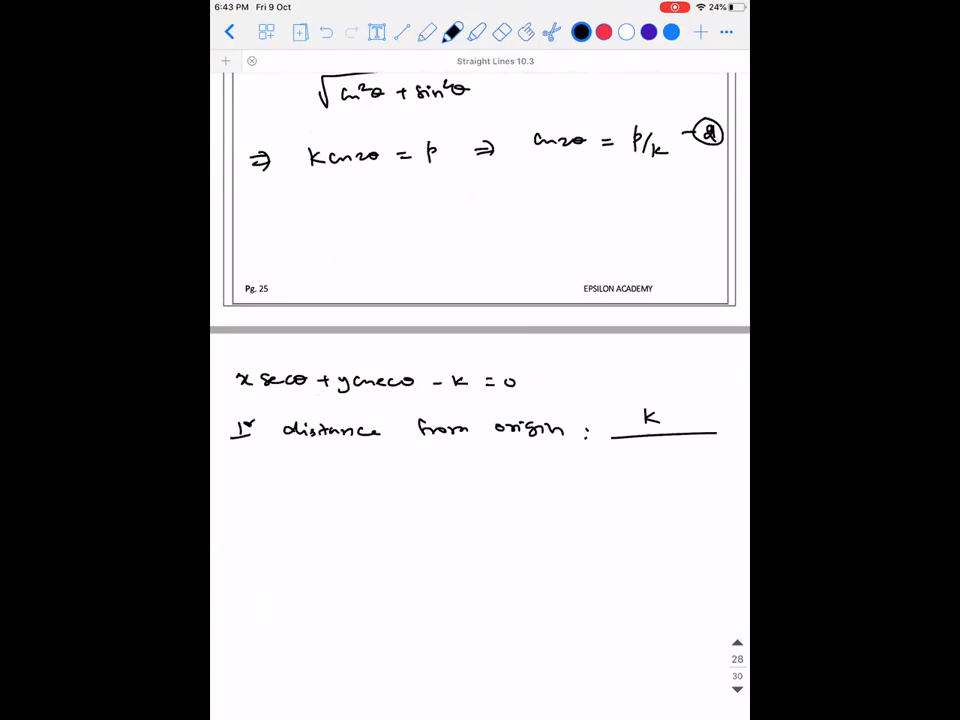 6:43 PM Fri 9 Oct 24%
Straight Lines 10.3
√cos²θ + sin²θ
⇒ k cos2θ = p ⇒ cos2θ = p/k
Pg. 25 EPSILON ACADEMY
x secθ + y cosecθ - k = 0
distance from origin : k
28
30